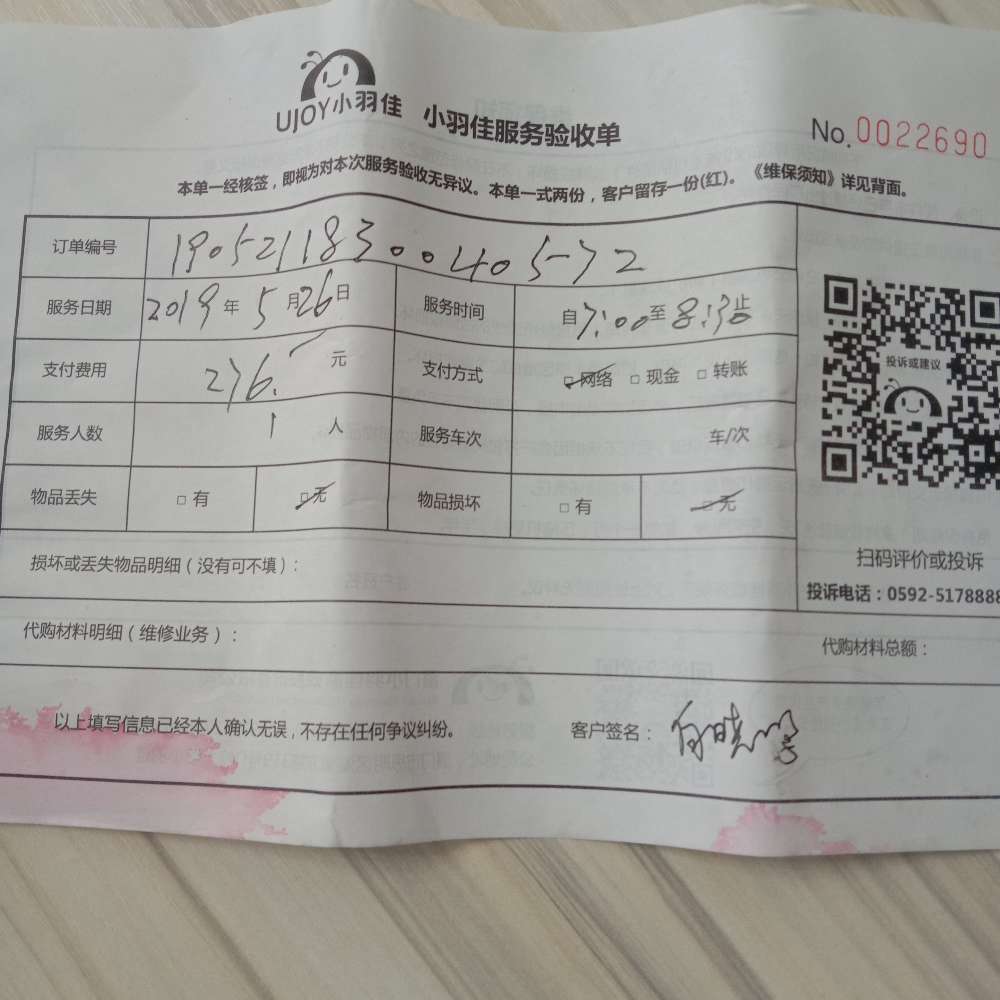 UJOY小羽佳 小羽佳服务验收单
No.0022690
本单一经核签，即视为对本次服务验收无异议。本单一式两份，客户留存一份(红)。《维保须知》详见背面。
订单编号 1905211830040572
服务日期 2019年5月26日 服务时间 自7:00至8:30止
支付费用 276.元 支付方式 □网络 □现金 □转账
服务人数 1人 服务车次 车/次
物品丢失 □有 □无 物品损坏 □有 □无
投诉或建议
扫码评价或投诉
投诉电话：0592-5178888
损坏或丢失物品明细（没有可不填）：
代购材料明细（维修业务）：
代购材料总额：
以上填写信息已经本人确认无误，不存在任何争议纠纷。 客户签名：